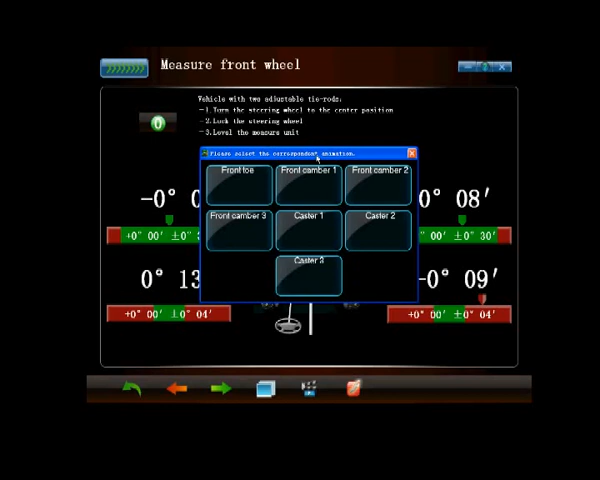 Measure front wheel
Vehicle with two adjustable tie-rods:
-1.Turn the steering wheel to the center position
-2.Lock the steering wheel
-3.Level the measure unit
0
Please select the correspondent animation.
Front toe
Front camber 1
Front camber 2
Front camber 3
Caster 1
Caster 2
Caster 3
-0° 0
0° 08′
+0° 00′ ±0°
00′ ±0° 30′
0° 13
-0° 09′
+0° 00′ ±0° 04′
+0° 00′ ±0° 04′